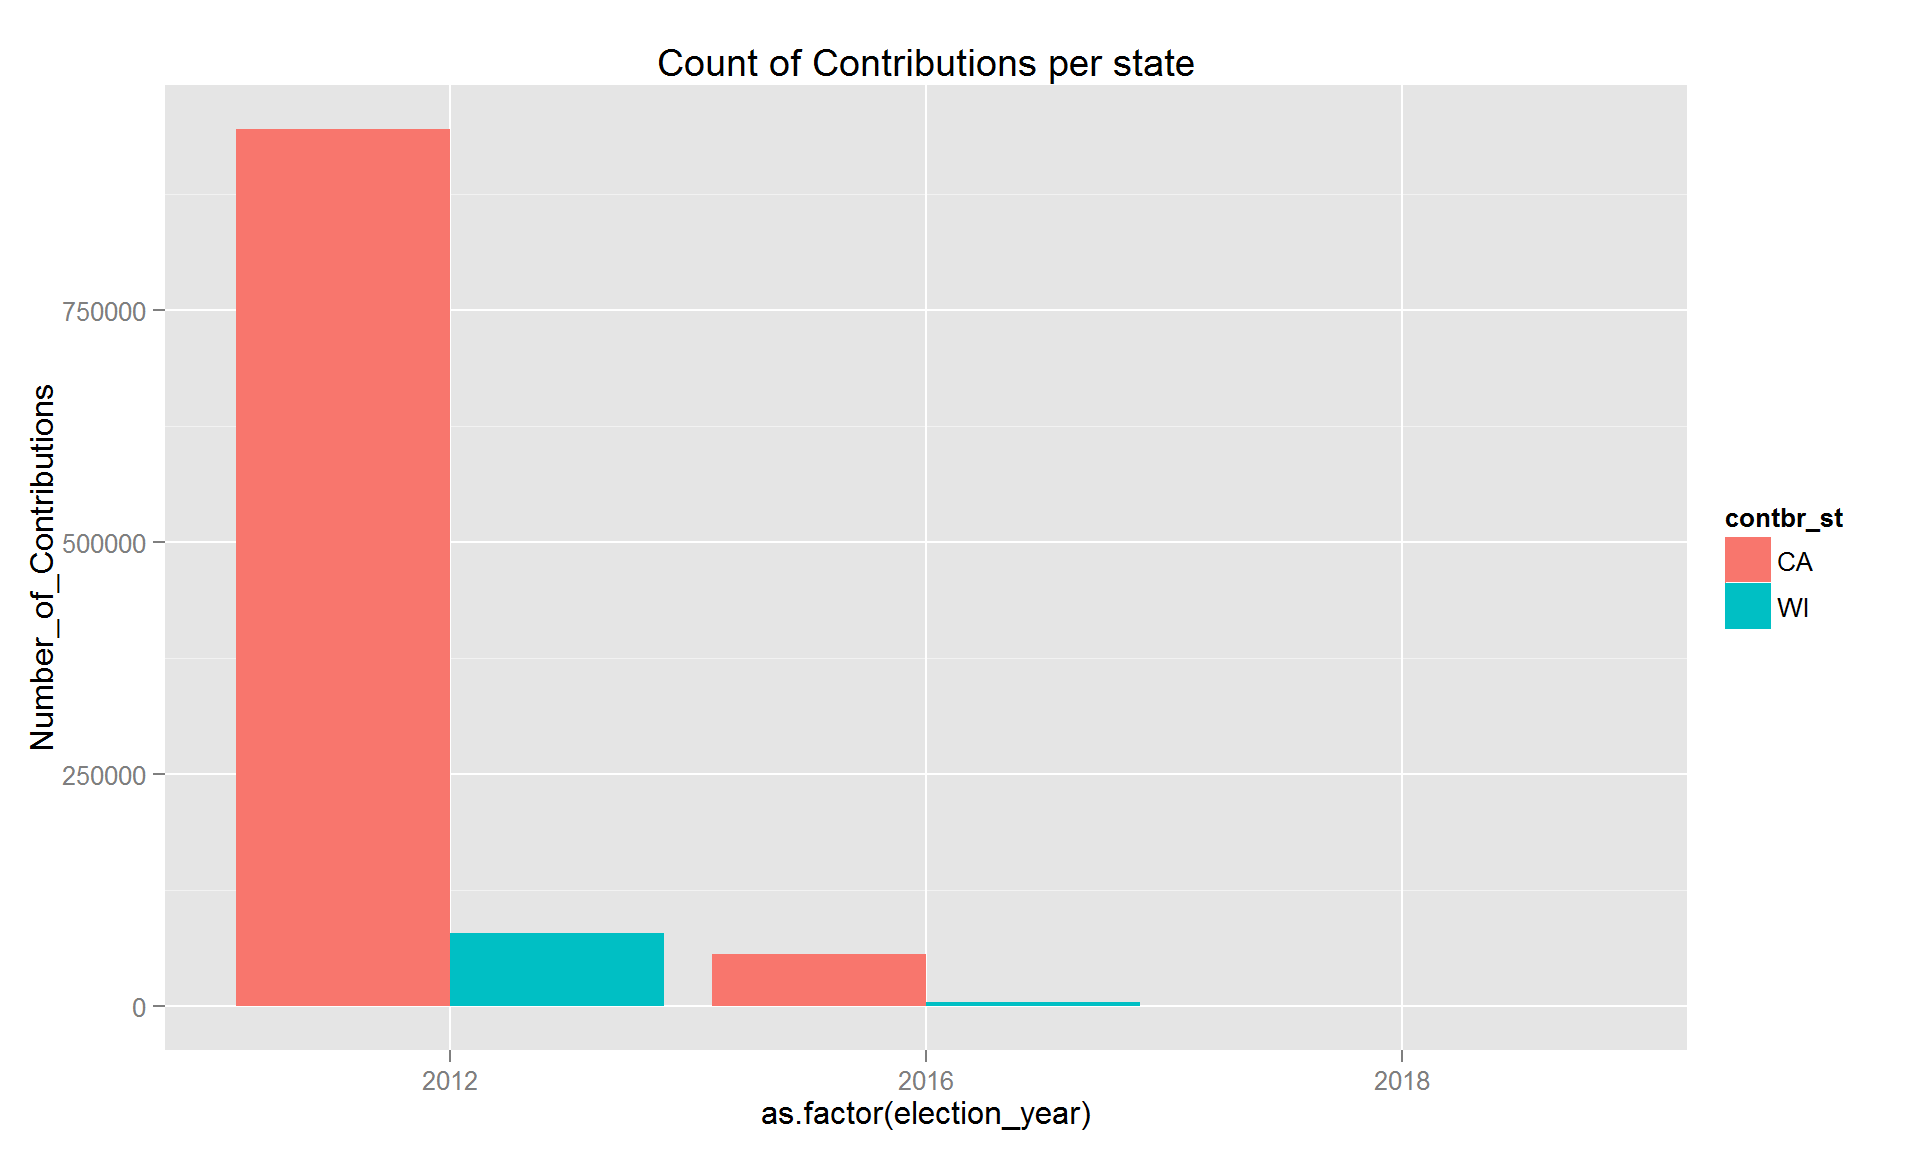 Count of Contributions per state
Number_of_Contributions
750000
500000
250000
0
2012
2016
2018
as.factor(election_year)
contbr_st
CA
WI